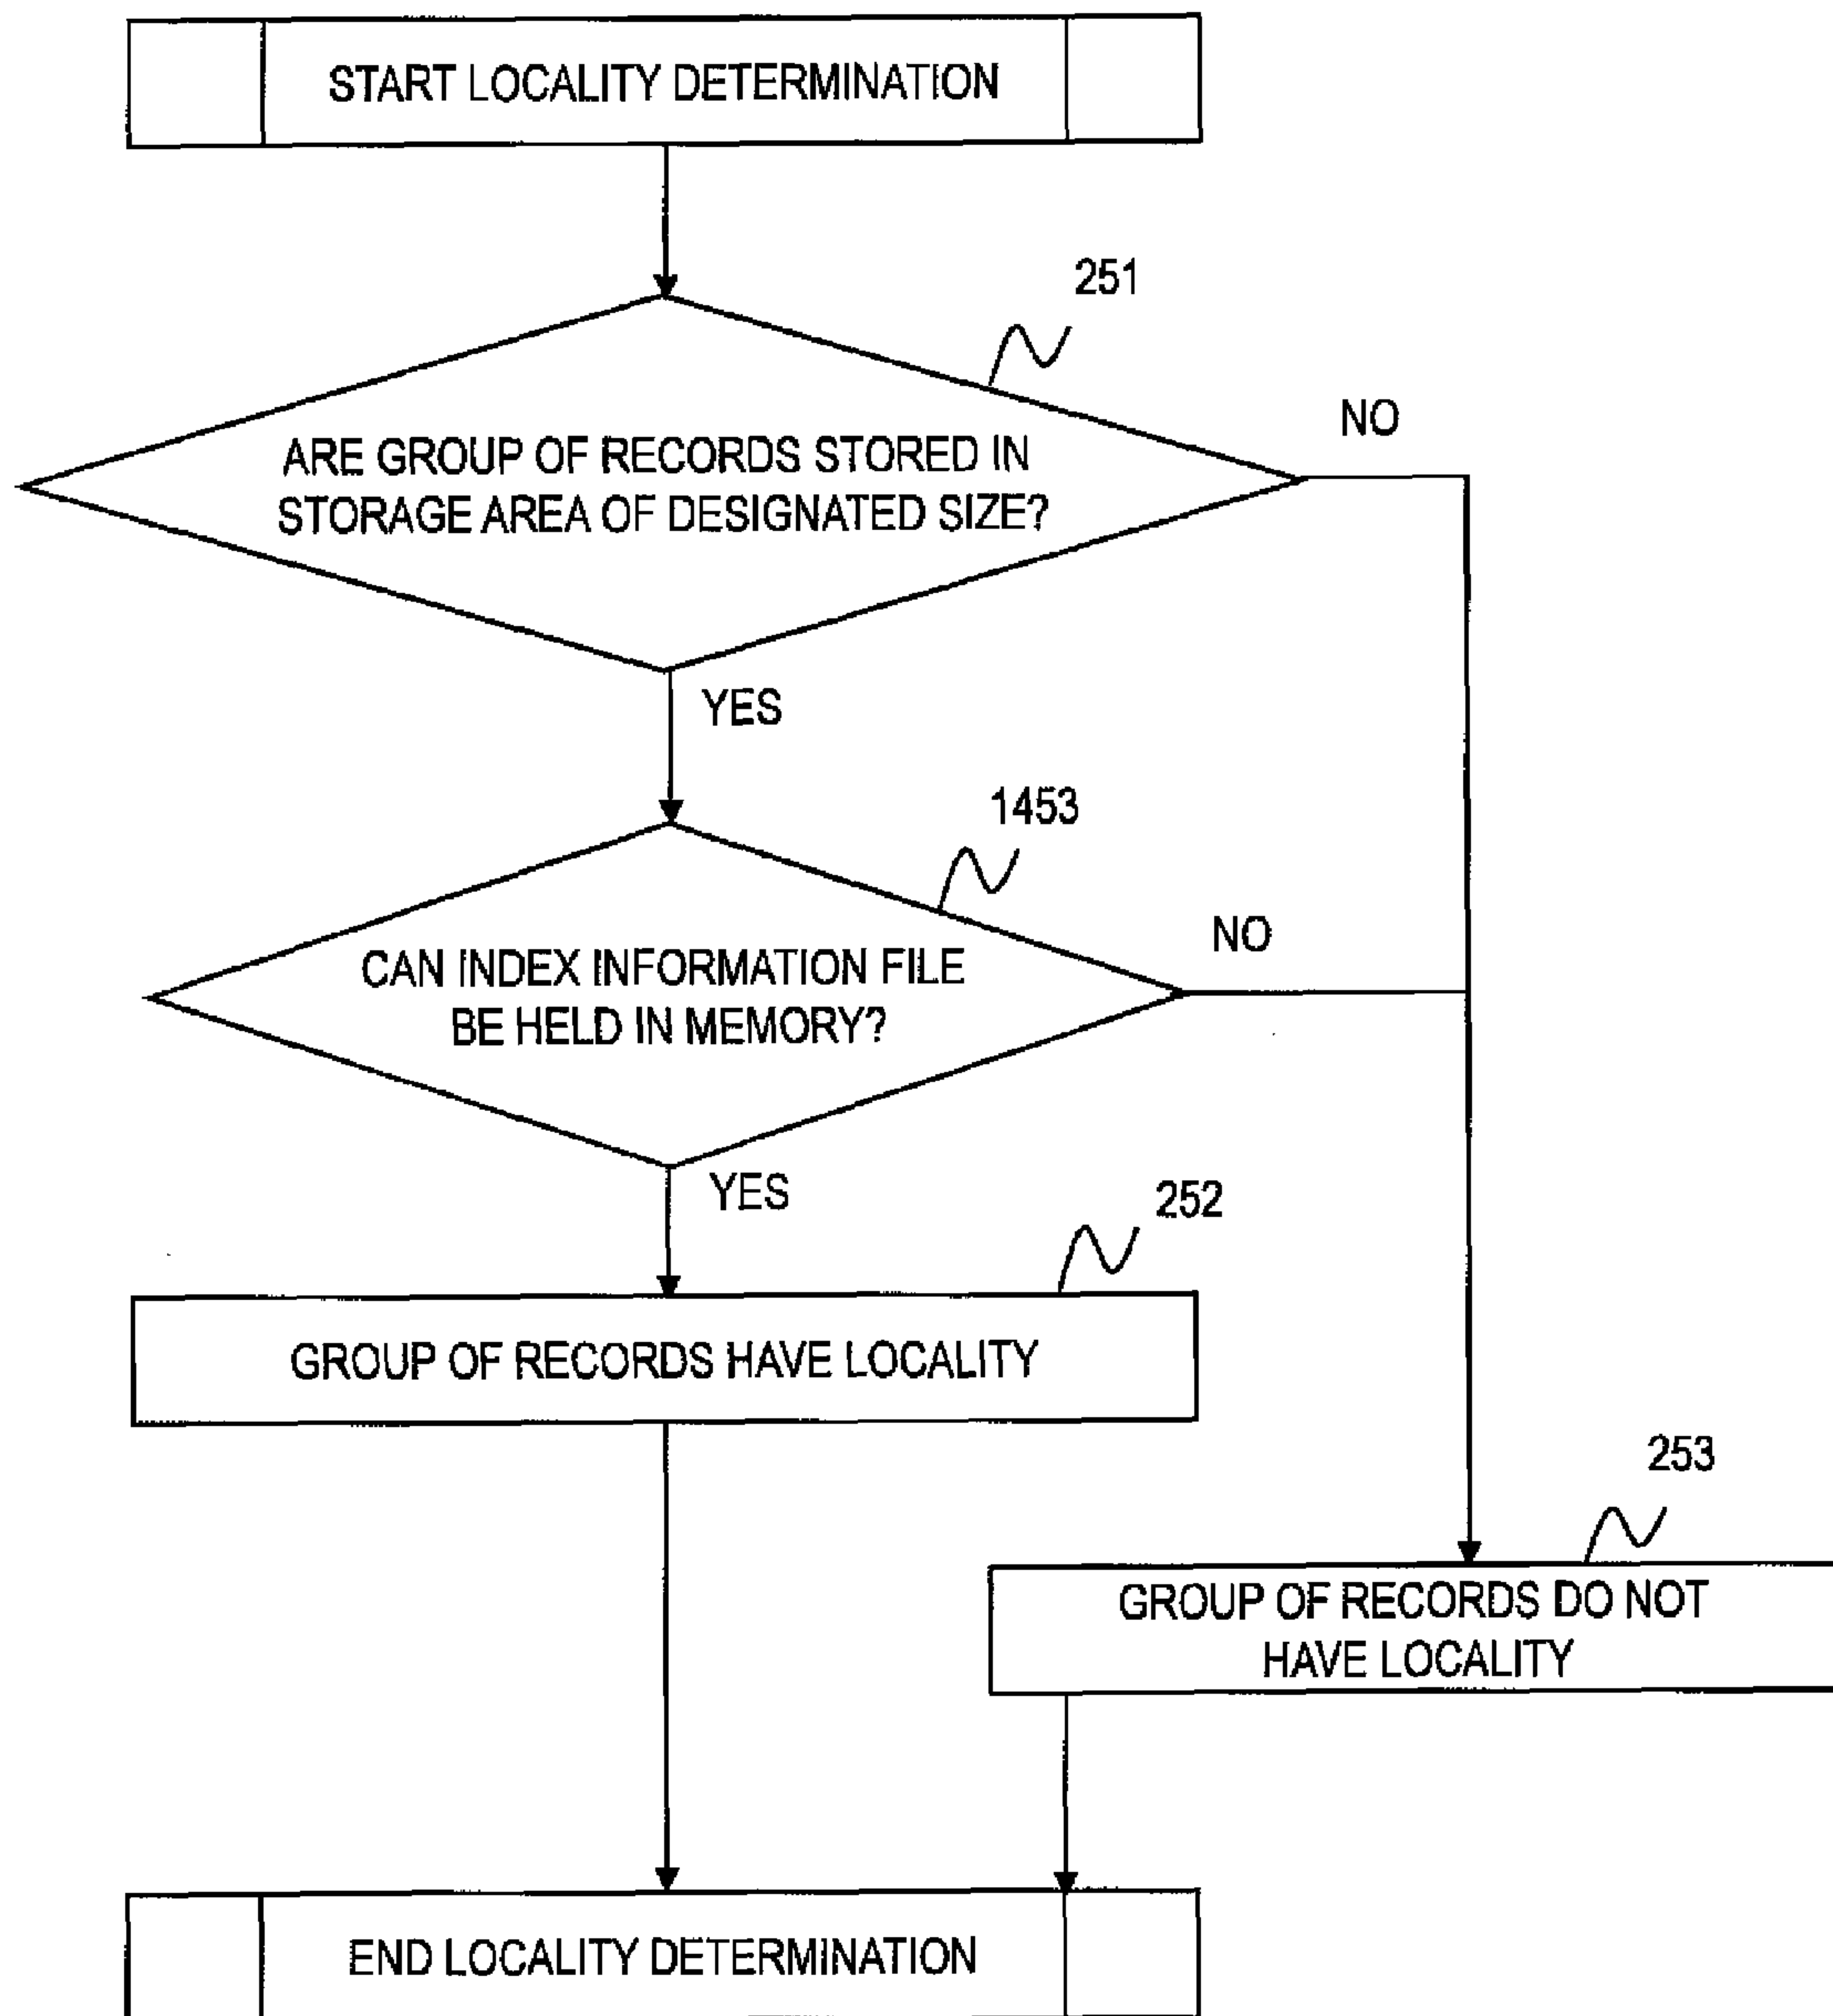 START LOCALITY DETERMINATION
251
ARE GROUP OF RECORDS STORED IN
STORAGE AREA OF DESIGNATED SIZE?
NO
YES
1453
CAN INDEX INFORMATION FILE
BE HELD IN MEMORY?
NO
YES
252
GROUP OF RECORDS HAVE LOCALITY
253
GROUP OF RECORDS DO NOT
HAVE LOCALITY
END LOCALITY DETERMINATION